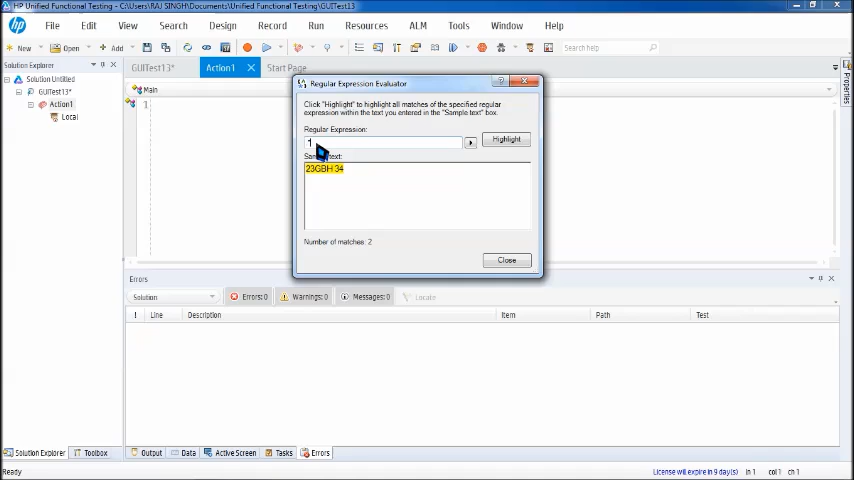 HP Unified Functional Testing - C:\Users\RAJ SINGH\Documents\Unified Functional Testing\GUITest13*
hp File Edit View Search Design Record Run Resources ALM Tools Window Help
New Open Add Search help
Solution Explorer
GUITest13* Action1 Start Page
Solution Untitled
GUITest13*
Action1
Local
Main
1
Properties
Regular Expression Evaluator
Click "Highlight" to highlight all matches of the specified regular
expression within the text you entered in the "Sample text" box.
Regular Expression:
Highlight
text:
23GBH 34
Number of matches: 2
Close
Errors
Solution Errors: 0 Warnings: 0 Messages: 0 Locate
! Line Description Item Path Test
Solution Explorer Toolbox Output Data Active Screen Tasks Errors
Ready License will expire in 9 day(s) ln 1 col 1 ch 1